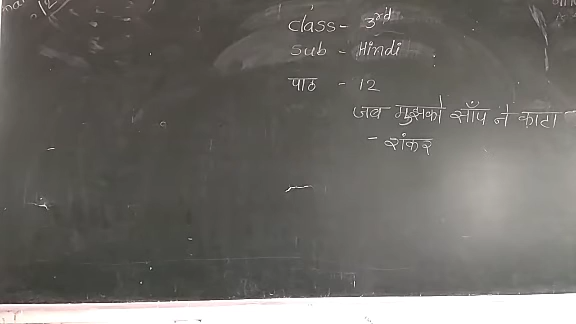 Class - 3rd
Sub - Hindi
पाठ - 12
जब मुझको साँप ने काटा
- शंकर